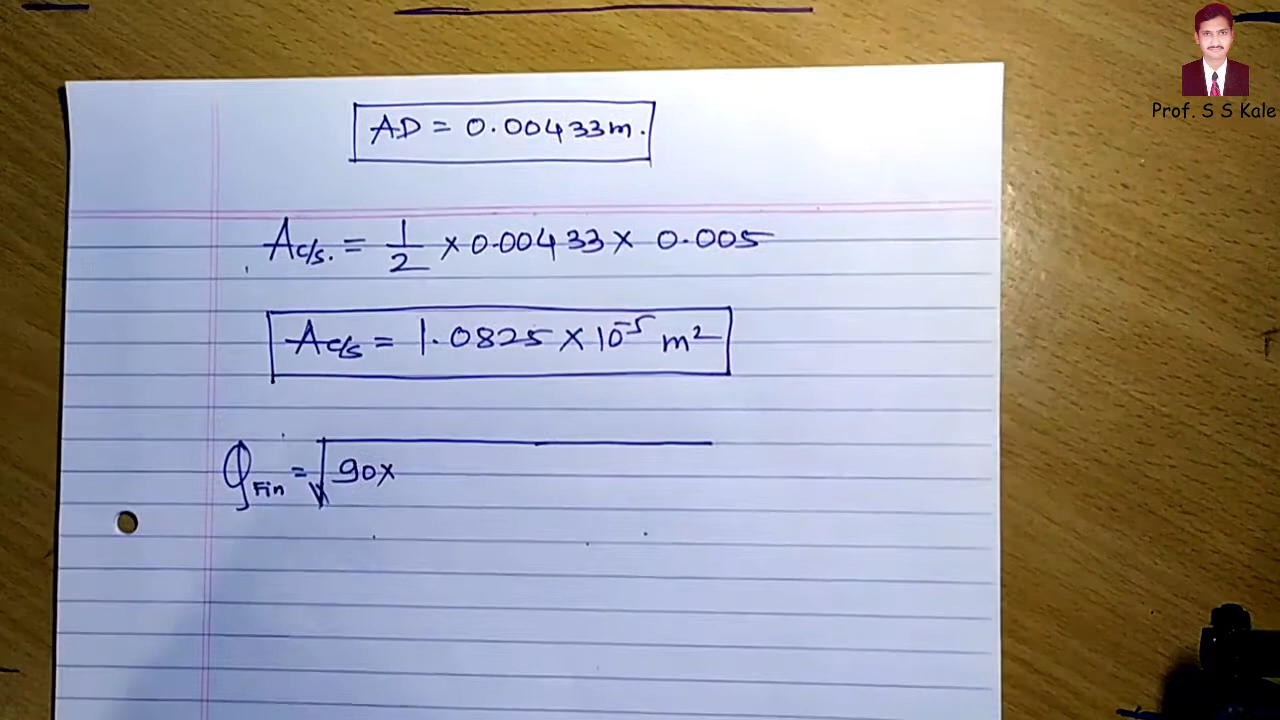 Prof. S S Kale
AD = 0.00433m.
Ac/s. = 1/2 × 0.00433 × 0.005
Ac/s = 1.0825 × 10⁻⁵ m²
QFin = √90×